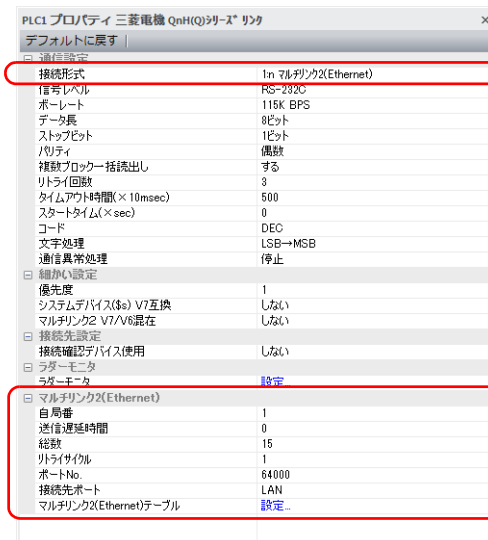 PLC1 プロパティ 三菱電機 QnH(Q)シリーズ リンク ×
デフォルトに戻す
通信設定
接続形式 1:n マルチリンク2(Ethernet)
信号レベル RS-232C
ボーレート 115K BPS
データ長 8ビット
ストップビット 1ビット
パリティ 偶数
複数ブロック一括読出し する
リトライ回数 3
タイムアウト時間(×10msec) 500
スタートタイム(×sec) 0
コード DEC
文字処理 LSB→MSB
通信異常処理 停止
細かい設定
優先度 1
システムデバイス($s) V7互換 しない
マルチリンク2 V7/V6混在 しない
接続先設定
接続確認デバイス使用 しない
ラダーモニタ
ラダーモニタ 設定
マルチリンク2(Ethernet)
自局番 1
送信遅延時間 0
総数 15
リトライサイクル 1
ポートNo. 64000
接続先ポート LAN
マルチリンク2(Ethernet)テーブル 設定...